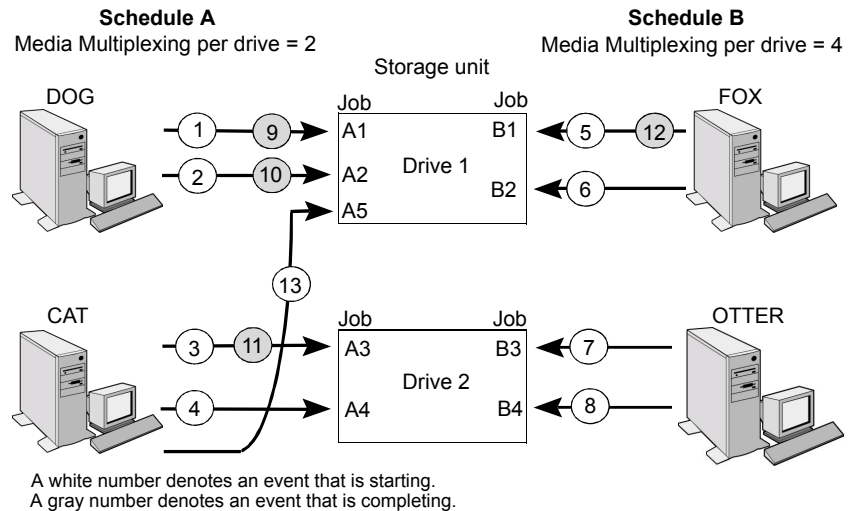 Schedule A
Media Multiplexing per drive = 2
Schedule B
Media Multiplexing per drive = 4
Storage unit
DOG
FOX
Job
Job
1
9
A1
B1
5
12
Drive 1
2
10
A2
B2
6
A5
13
CAT
OTTER
Job
Job
3
11
A3
B3
7
Drive 2
4
A4
B4
8
A white number denotes an event that is starting.
A gray number denotes an event that is completing.